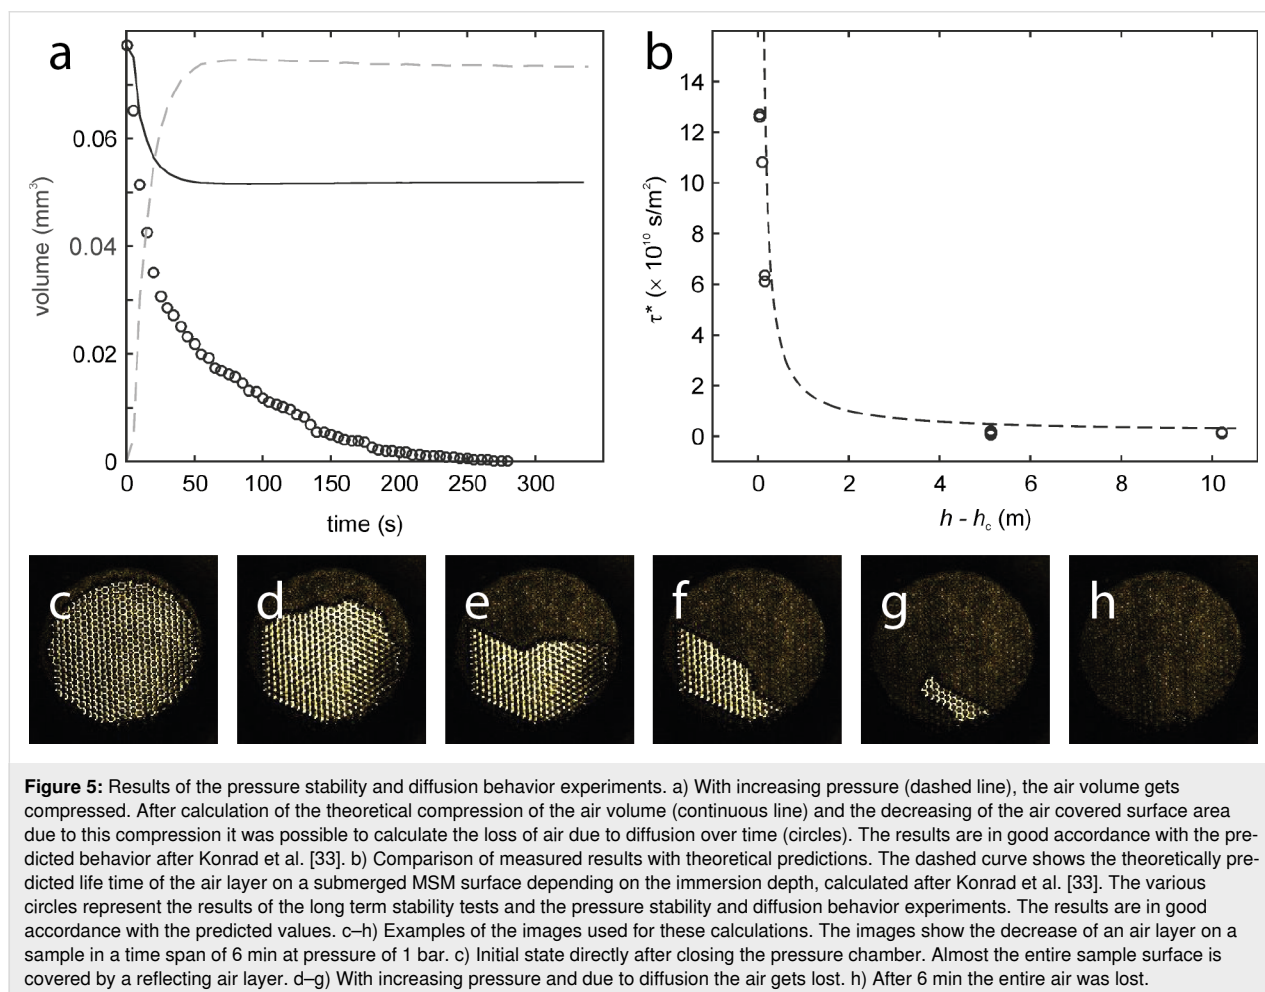 a
0.06
0.04
0.02
0
volume (mm³)
0 50 100 150 200 250 300
time (s)
b
14
12
10
8
6
4
2
0
τ* (× 10¹⁰ s/m²)
0 2 4 6 8 10
h - hc (m)
c d e f g h
Figure 5: Results of the pressure stability and diffusion behavior experiments. a) With increasing pressure (dashed line), the air volume gets
compressed. After calculation of the theoretical compression of the air volume (continuous line) and the decreasing of the air covered surface area
due to this compression it was possible to calculate the loss of air due to diffusion over time (circles). The results are in good accordance with the pre-
dicted behavior after Konrad et al. [33]. b) Comparison of measured results with theoretical predictions. The dashed curve shows the theoretically pre-
dicted life time of the air layer on a submerged MSM surface depending on the immersion depth, calculated after Konrad et al. [33]. The various
circles represent the results of the long term stability tests and the pressure stability and diffusion behavior experiments. The results are in good
accordance with the predicted values. c–h) Examples of the images used for these calculations. The images show the decrease of an air layer on a
sample in a time span of 6 min at pressure of 1 bar. c) Initial state directly after closing the pressure chamber. Almost the entire sample surface is
covered by a reflecting air layer. d–g) With increasing pressure and due to diffusion the air gets lost. h) After 6 min the entire air was lost.